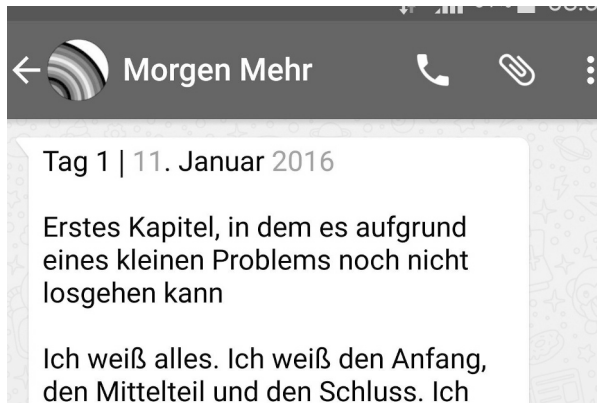 Morgen Mehr
Tag 1 | 11. Januar 2016
Erstes Kapitel, in dem es aufgrund
eines kleinen Problems noch nicht
losgehen kann
Ich weiß alles. Ich weiß den Anfang,
den Mittelteil und den Schluss. Ich